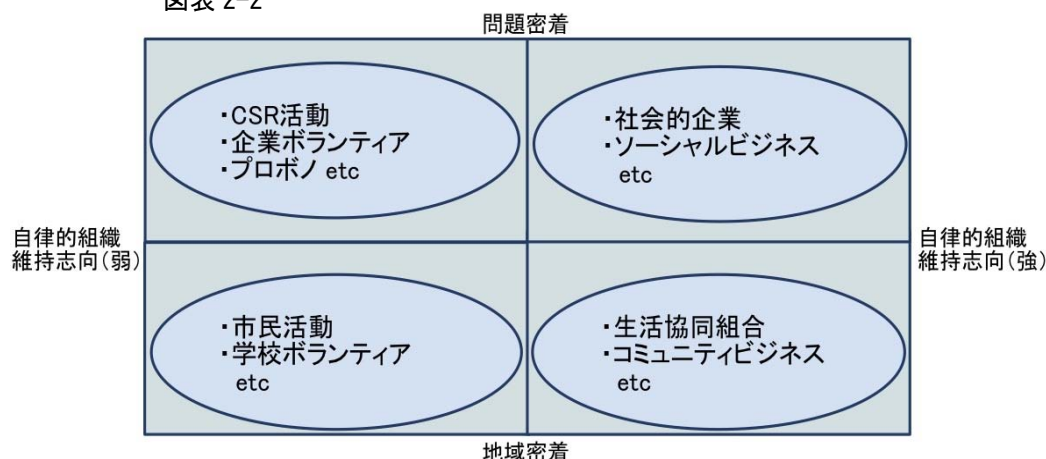 図表 2-2
問題密着
・CSR活動
・企業ボランティア
・プロボノ etc
・社会的企業
・ソーシャルビジネス
etc
自律的組織
維持志向(弱)
自律的組織
維持志向(強)
・市民活動
・学校ボランティア
etc
・生活協同組合
・コミュニティビジネス
etc
地域密着